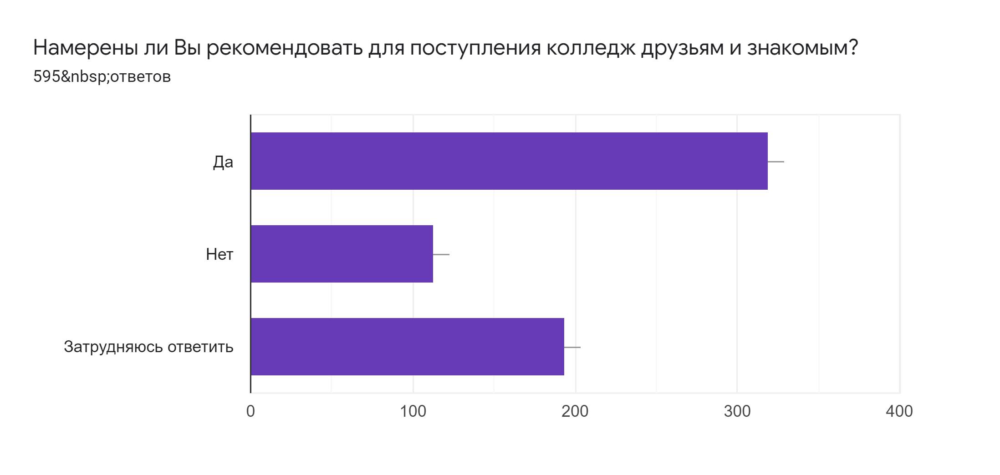 Намерены ли Вы рекомендовать для поступления колледж друзьям и знакомым?
595&nbsp;ответов
Да
Нет
Затрудняюсь ответить
0 100 200 300 400